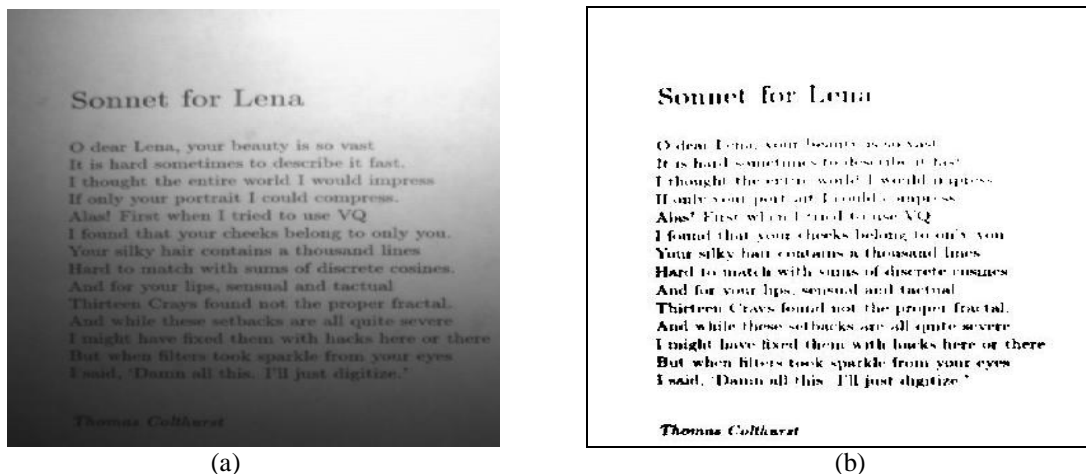 Sonnet for Lena
O dear Lena, your beauty is so vast
It is hard sometimes to describe it fast.
I thought the entire world I would impress
If only your portrait I could compress.
Alas! First when I tried to use VQ
I found that your cheeks belong to only you.
Your silky hair contains a thousand lines
Hard to match with sums of discrete cosines.
And for your lips, sensual and tactual
Thirteen Crays found not the proper fractal.
And while these setbacks are all quite severe
I might have fixed them with hacks here or there
But when filters took sparkle from your eyes
I said, 'Damn all this. I'll just digitize.'
Thomas Colthurst
(a)
Sonnet for Lena
O dear Lena, your beauty is so vast
It is hard sometimes to describe it fast
I thought the entire world I would impress
If only your portrait I could compress
Alas! First when I tried to use VQ
I found that your cheeks belong to only you
Your silky hair contains a thousand lines
Hard to match with sums of discrete cosines
And for your lips, sensual and tactual
Thirteen Crays found not the proper fractal.
And while these setbacks are all quite severe
I might have fixed them with hacks here or there
But when filters took sparkle from your eyes
I said, 'Damn all this. I'll just digitize.'
Thomas Colthurst
(b)